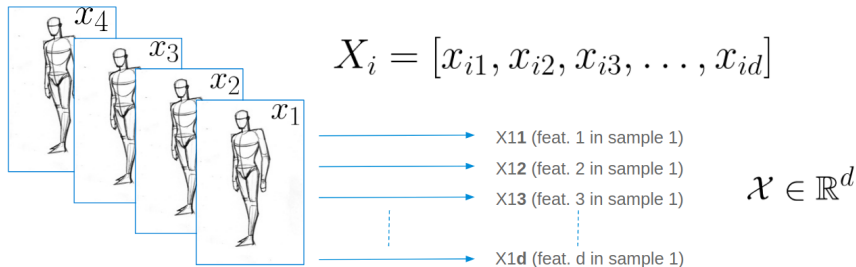 x₄
x₃
x₂
x₁
Xᵢ = [xᵢ₁, xᵢ₂, xᵢ₃, . . . , xᵢd]
X11 (feat. 1 in sample 1)
X12 (feat. 2 in sample 1)
X13 (feat. 3 in sample 1)
X1d (feat. d in sample 1)
𝒳 ∈ ℝᵈ